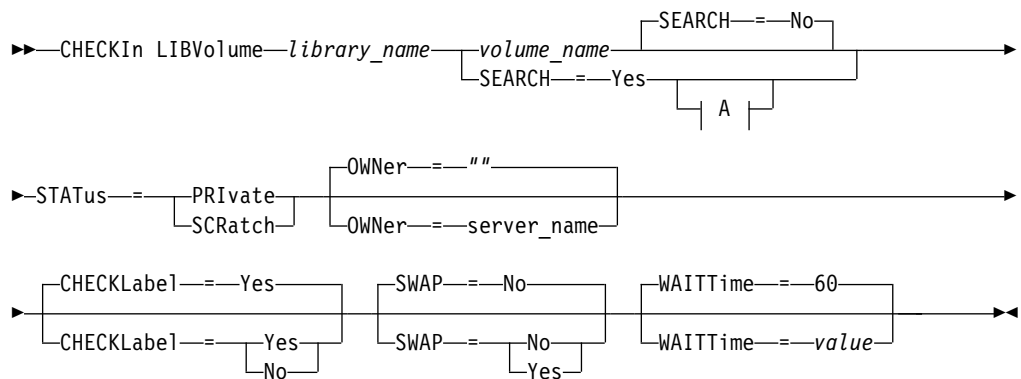 SEARCH = No
CHECKIn LIBVolume library_name volume_name
SEARCH = Yes
A
OWNer = ""
STATus = PRIvate
SCRatch OWNer = server_name
CHECKLabel = Yes SWAP = No WAITTime = 60
CHECKLabel = Yes SWAP = No WAITTime = value
No Yes